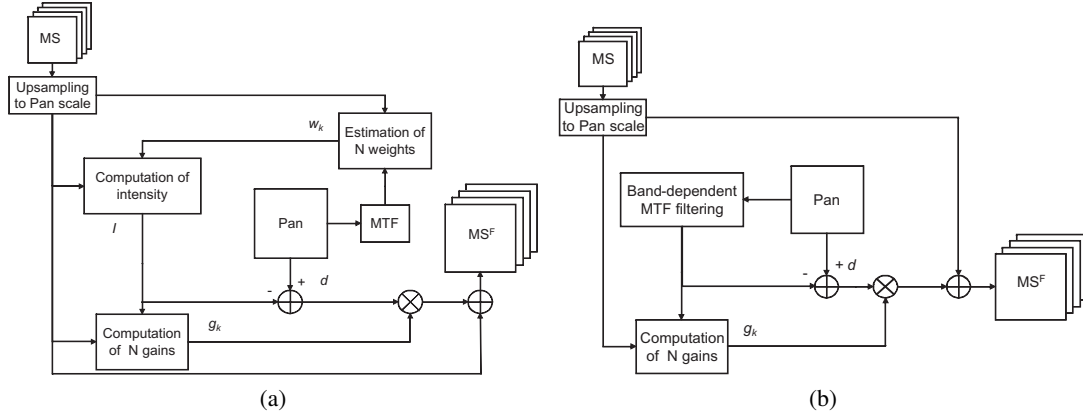 MS
Upsampling
to Pan scale
w_k
Estimation of
N weights
Computation of
intensity
I
Pan
MTF
MS^F
- + d
Computation
of N gains
g_k
(a)
MS
Upsampling
to Pan scale
Band-dependent
MTF filtering
Pan
- + d
MS^F
Computation
of N gains
g_k
(b)